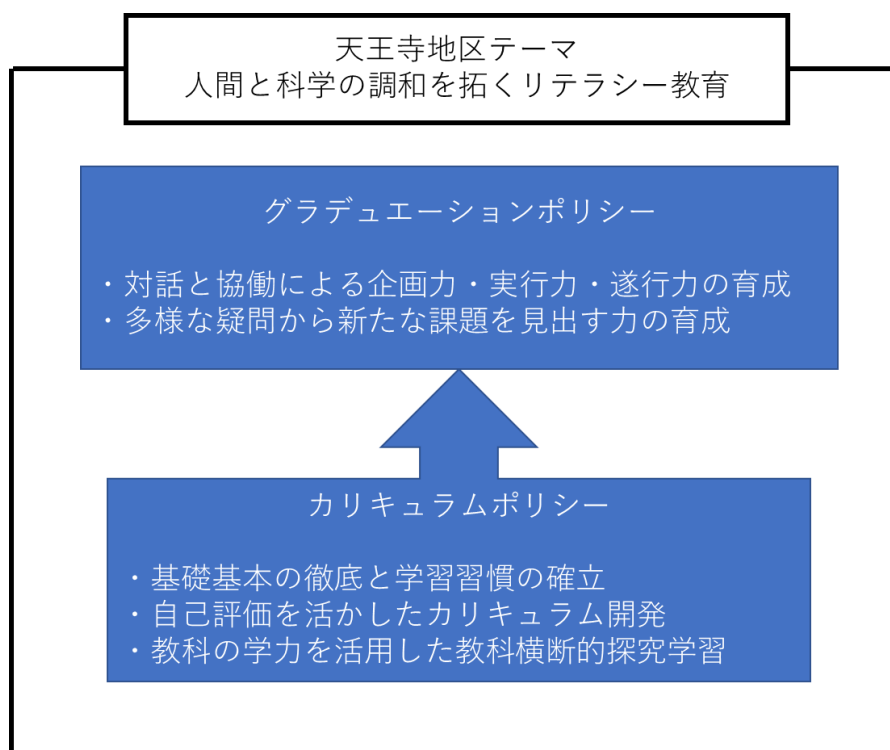 天王寺地区テーマ
人間と科学の調和を拓くリテラシー教育
グラデュエーションポリシー
・対話と協働による企画力・実行力・遂行力の育成
・多様な疑問から新たな課題を見出す力の育成
カリキュラムポリシー
・基礎基本の徹底と学習習慣の確立
・自己評価を活かしたカリキュラム開発
・教科の学力を活用した教科横断的探究学習